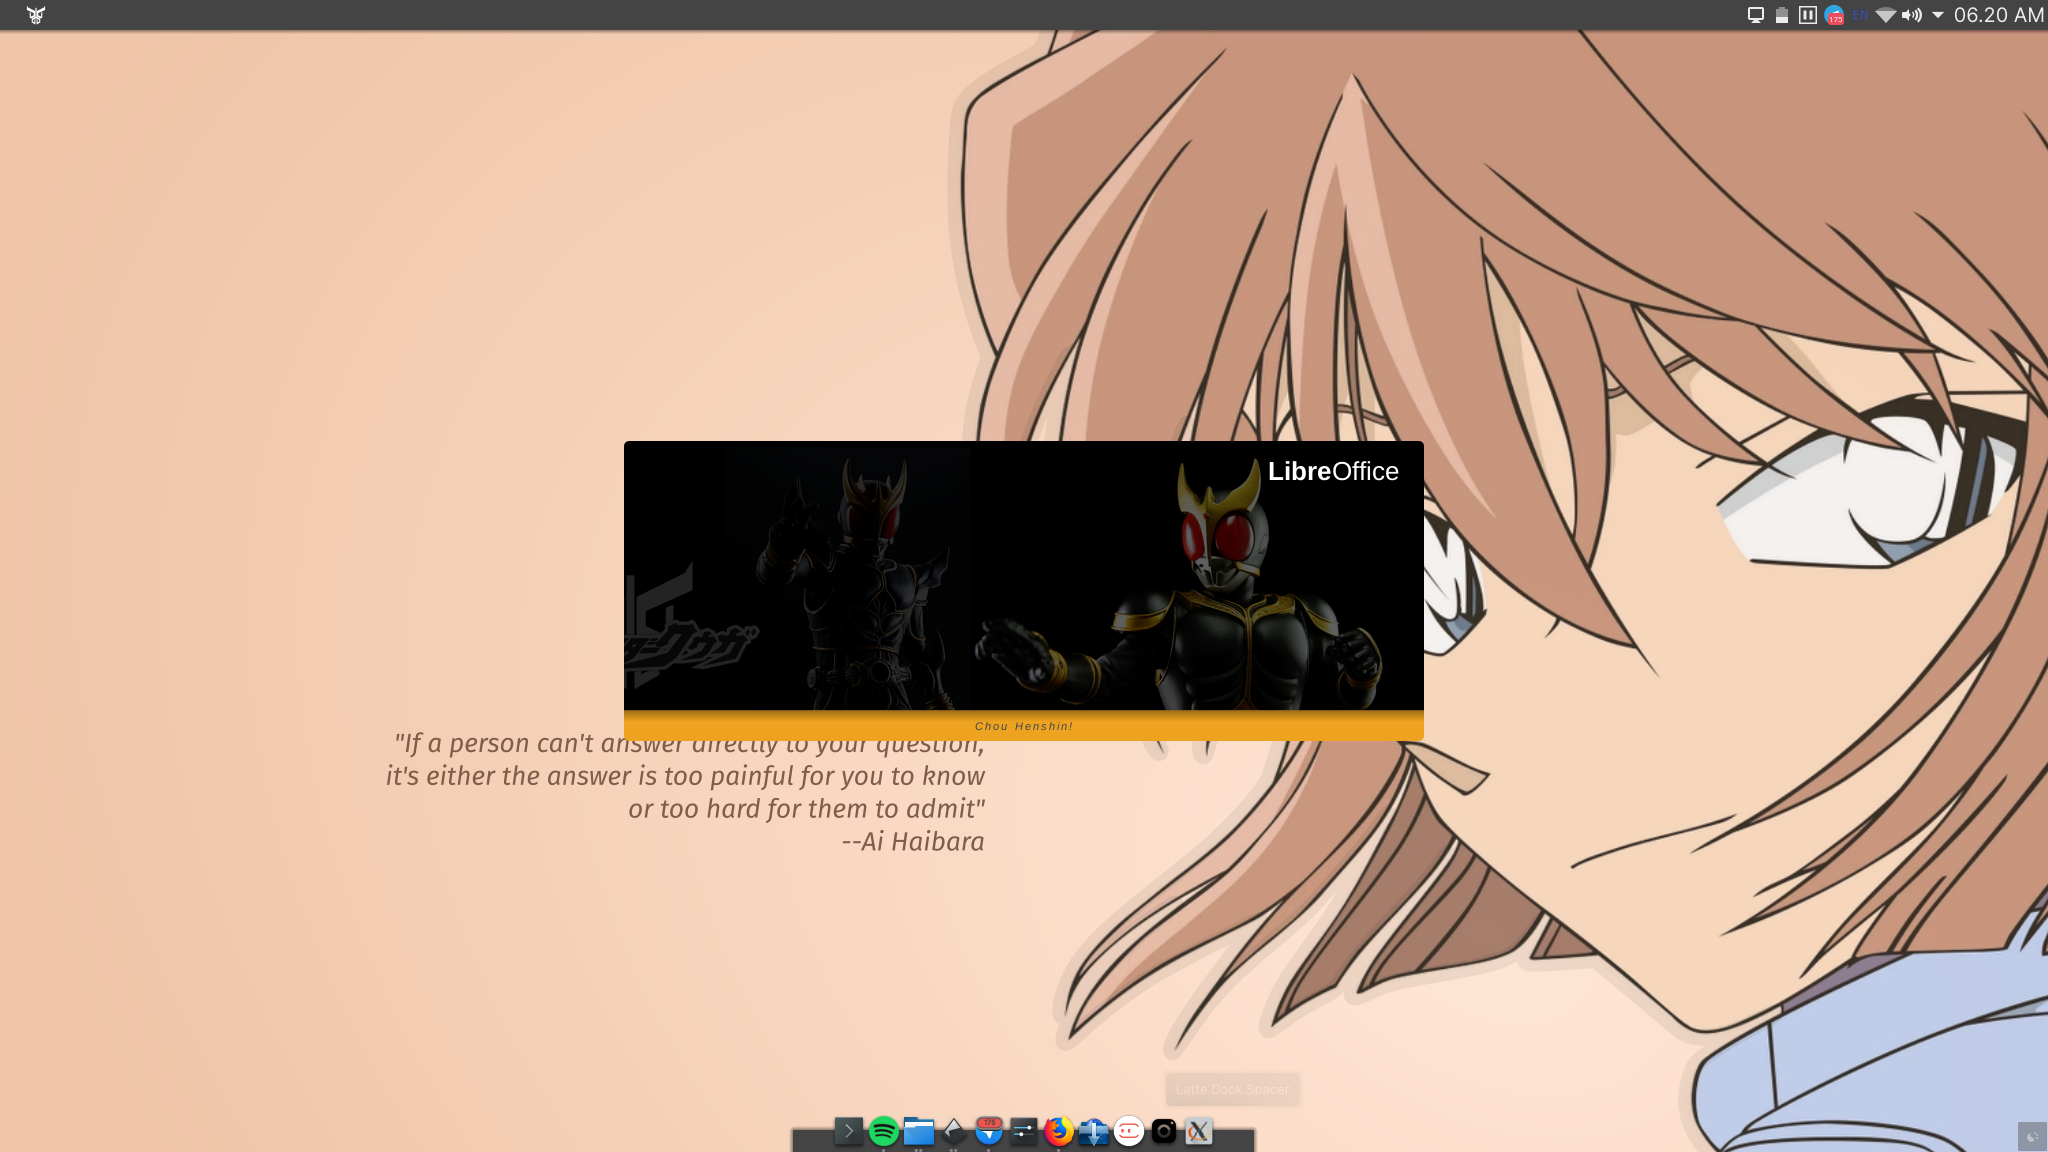 175
EN
06.20 AM
LibreOffice
Chou Henshin!
"If a person can't answer directly to your question,
it's either the answer is too painful for you to know
or too hard for them to admit"
--Ai Haibara
Latte Dock Spacer
175